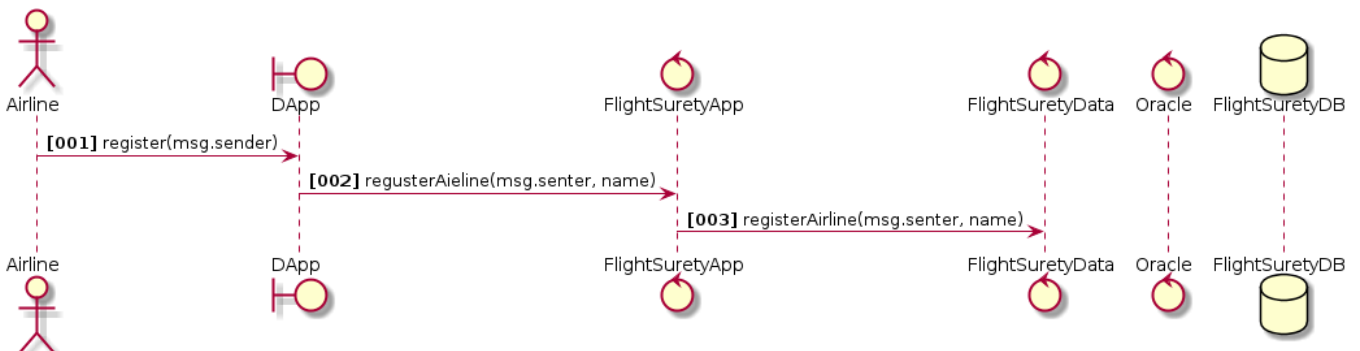 Airline
DApp
FlightSuretyApp
FlightSuretyData
Oracle
FlightSuretyDB
[001] register(msg.sender)
[002] regusterAieline(msg.senter, name)
[003] registerAirline(msg.senter, name)
Airline
DApp
FlightSuretyApp
FlightSuretyData
Oracle
FlightSuretyDB